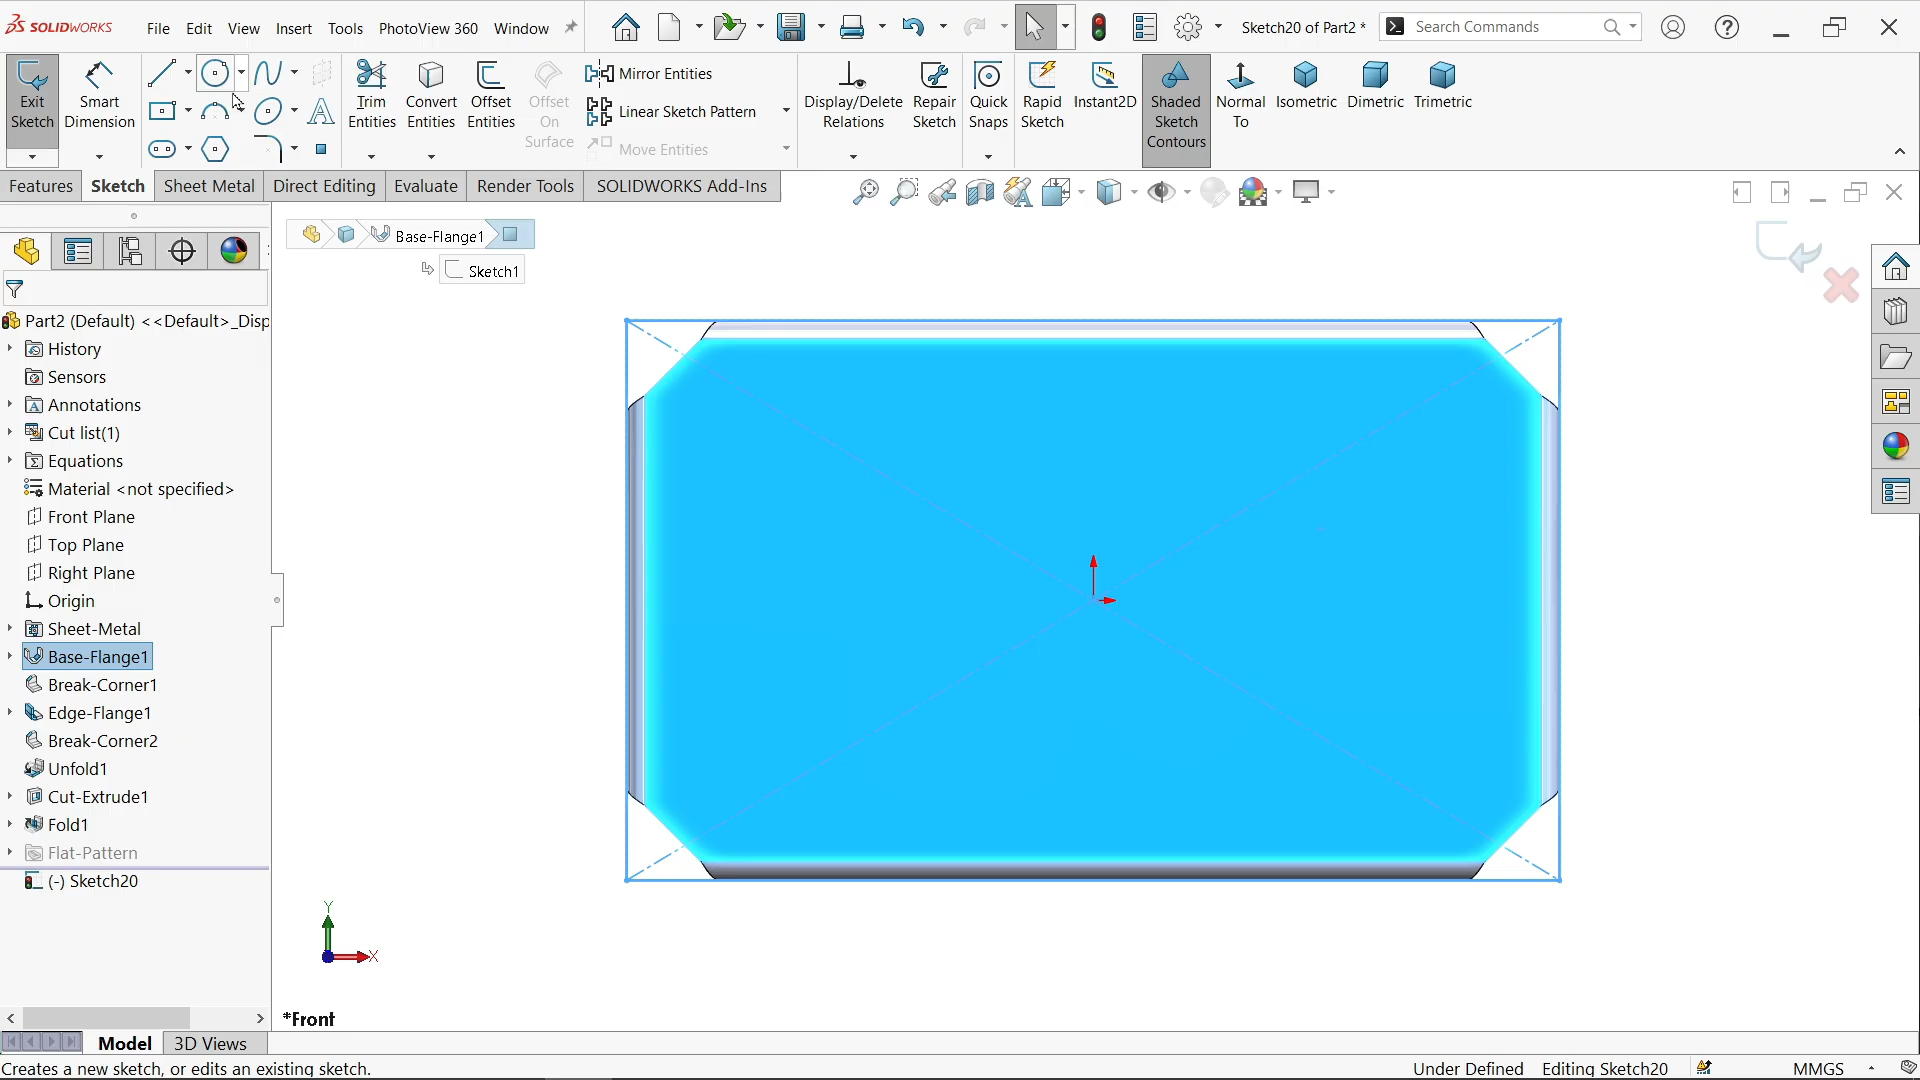 SOLIDWORKS File Edit View Insert Tools PhotoView 360 Window Sketch20 of Part2 * Search Commands
Exit Sketch
Smart Dimension
Trim Entities
Convert Entities
Offset Entities
Offset On Surface
Mirror Entities
Linear Sketch Pattern
Move Entities
Display/Delete Relations
Repair Sketch
Quick Snaps
Rapid Sketch
Instant2D
Shaded Sketch Contours
Normal To
Isometric
Dimetric
Trimetric
Features Sketch Sheet Metal Direct Editing Evaluate Render Tools SOLIDWORKS Add-Ins
Base-Flange1
Sketch1
Part2 (Default) <<Default>_Disp
History
Sensors
Annotations
Cut list(1)
Equations
Material <not specified>
Front Plane
Top Plane
Right Plane
Origin
Sheet-Metal
Base-Flange1
Break-Corner1
Edge-Flange1
Break-Corner2
Unfold1
Cut-Extrude1
Fold1
Flat-Pattern
(-) Sketch20
Y
X
*Front
Model 3D Views
Creates a new sketch, or edits an existing sketch. Under Defined Editing Sketch20 MMGS